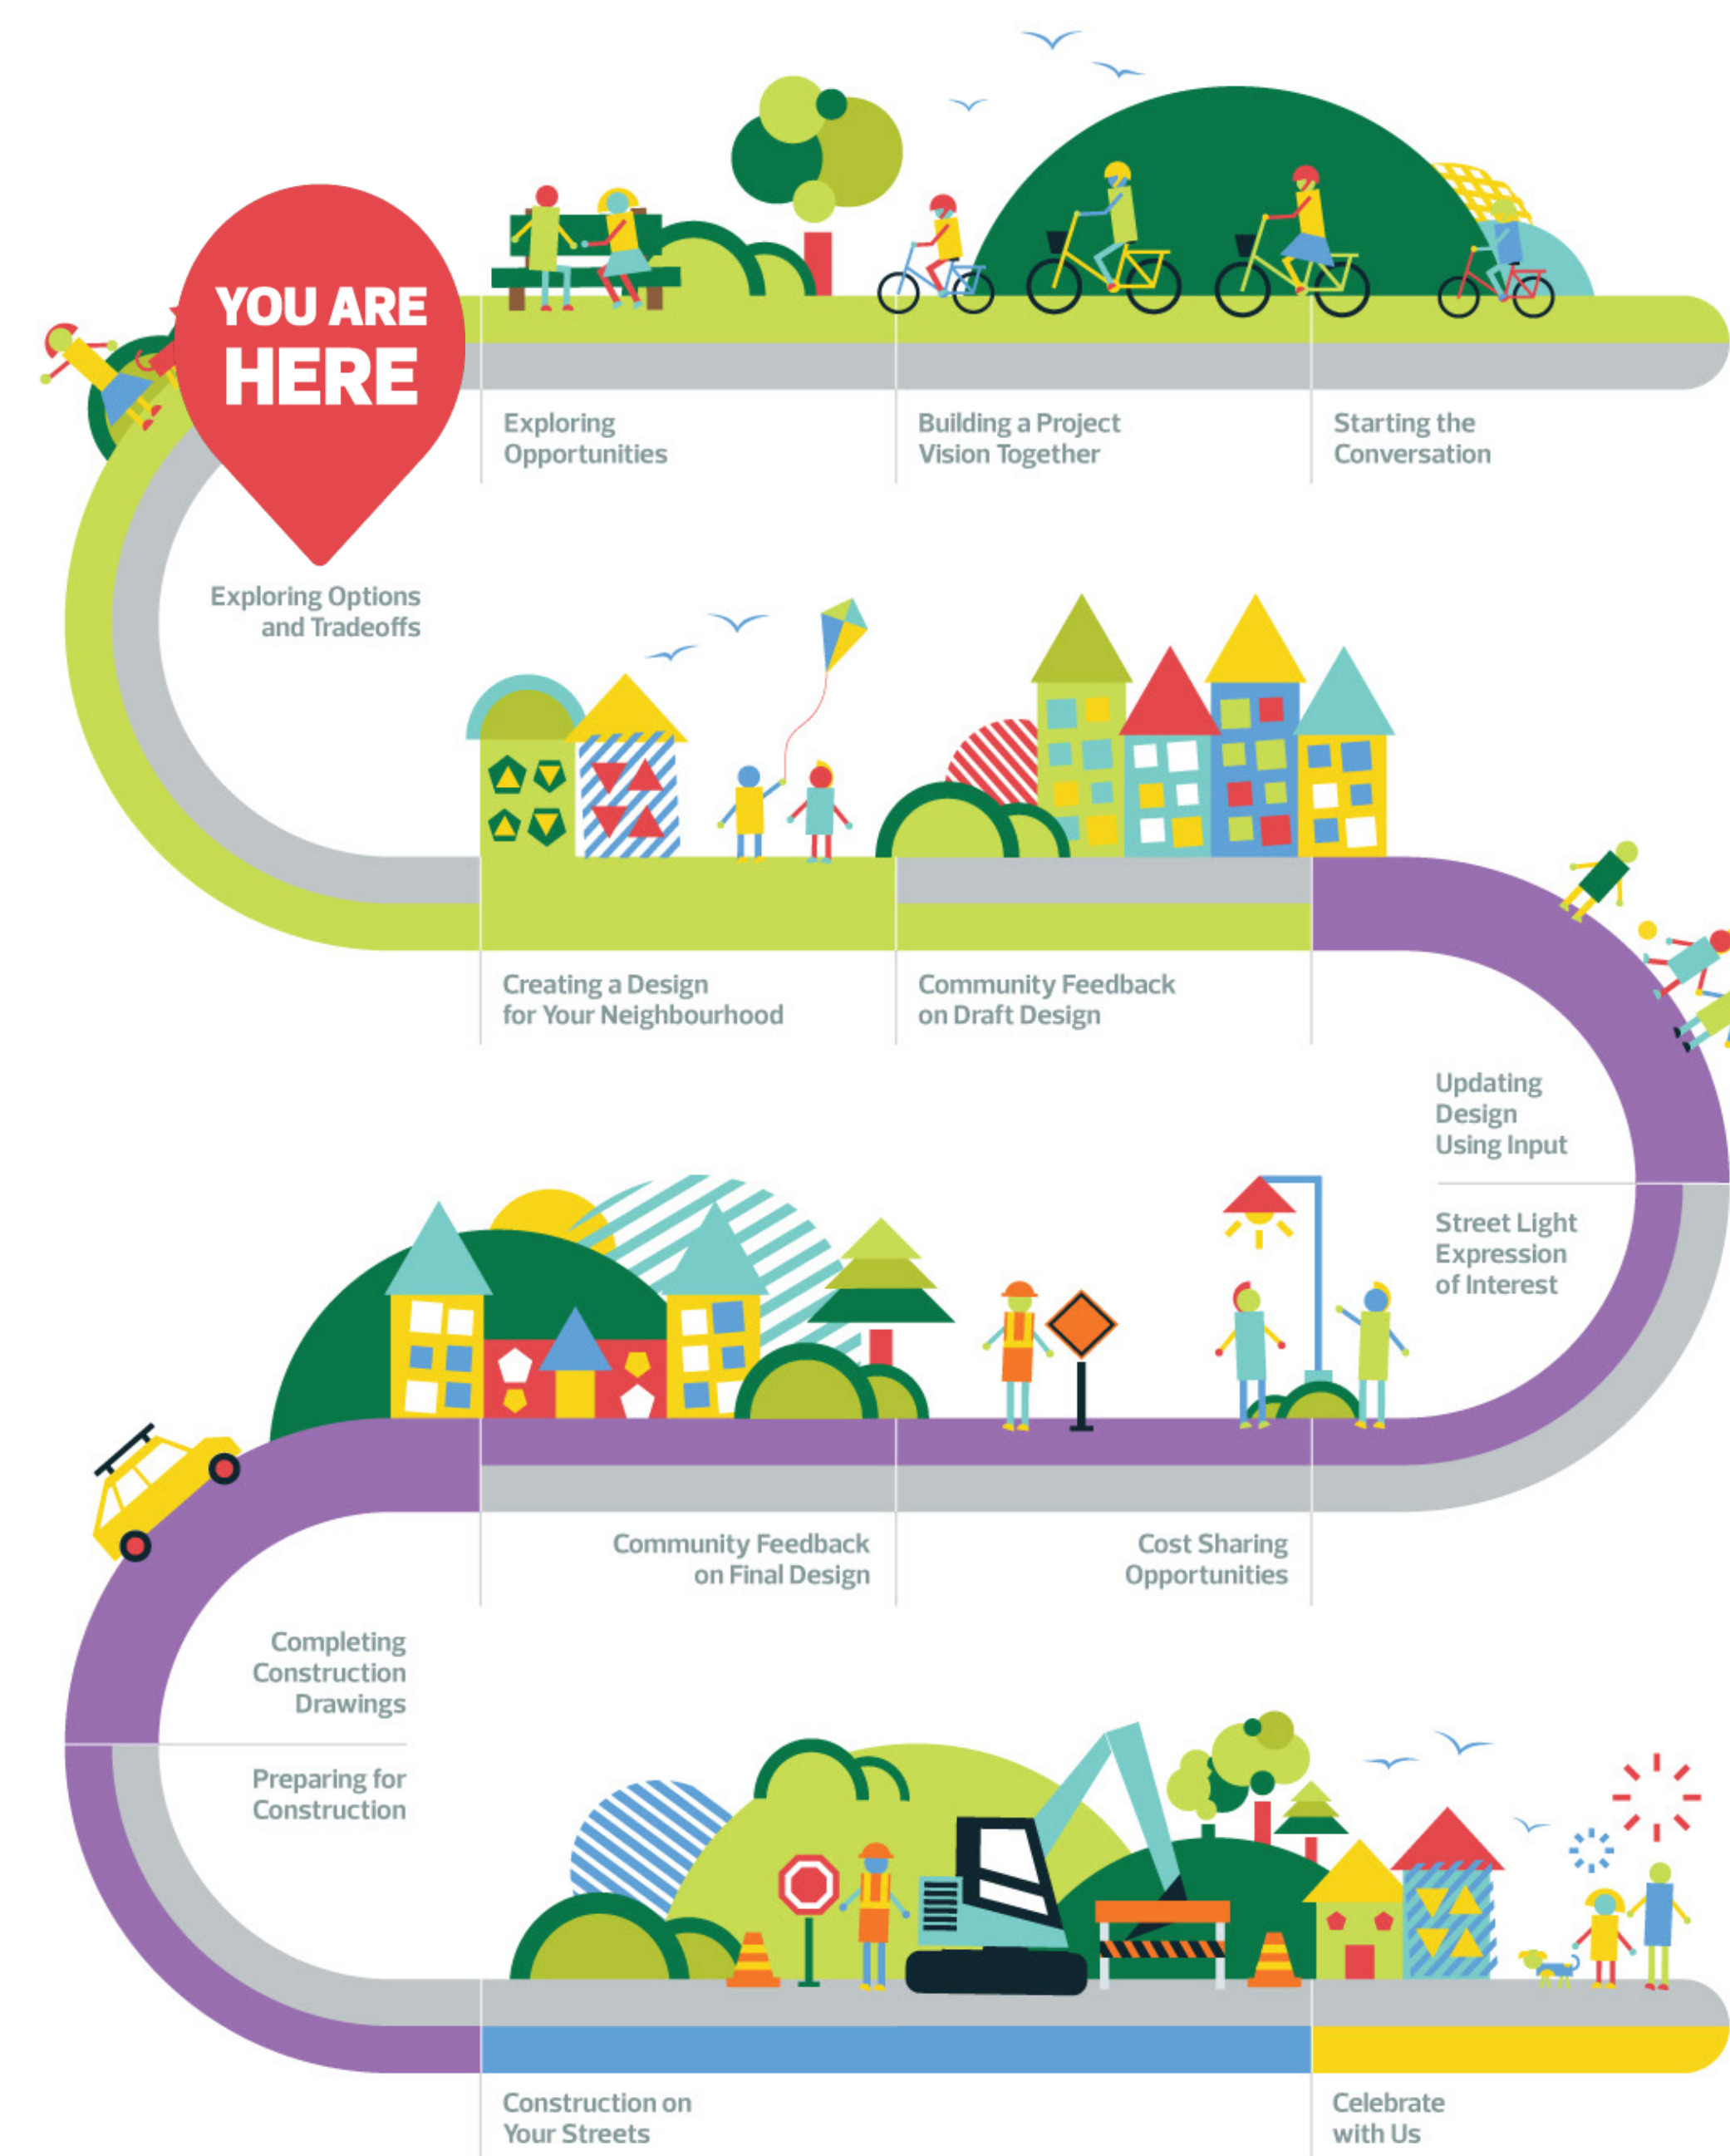 YOU ARE
HERE
Exploring
Opportunities
Building a Project
Vision Together
Starting the
Conversation
Exploring Options
and Tradeoffs
Creating a Design
for Your Neighbourhood
Community Feedback
on Draft Design
Updating
Design
Using Input
Street Light
Expression
of Interest
Community Feedback
on Final Design
Cost Sharing
Opportunities
Completing
Construction
Drawings
Preparing for
Construction
Construction on
Your Streets
Celebrate
with Us